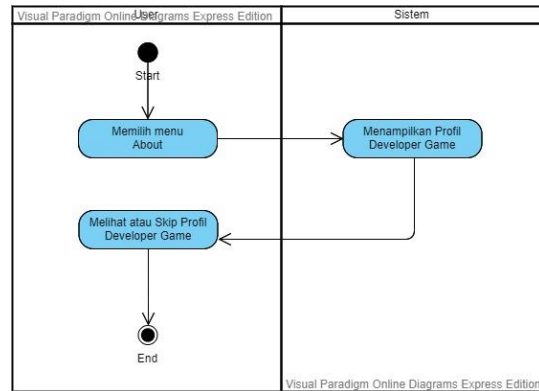 Visual Paradigm Online Diagrams Express Edition
User
Sistem
Start
Memilih menu
About
Menampilkan Profil
Developer Game
Melihat atau Skip Profil
Developer Game
End
Visual Paradigm Online Diagrams Express Edition